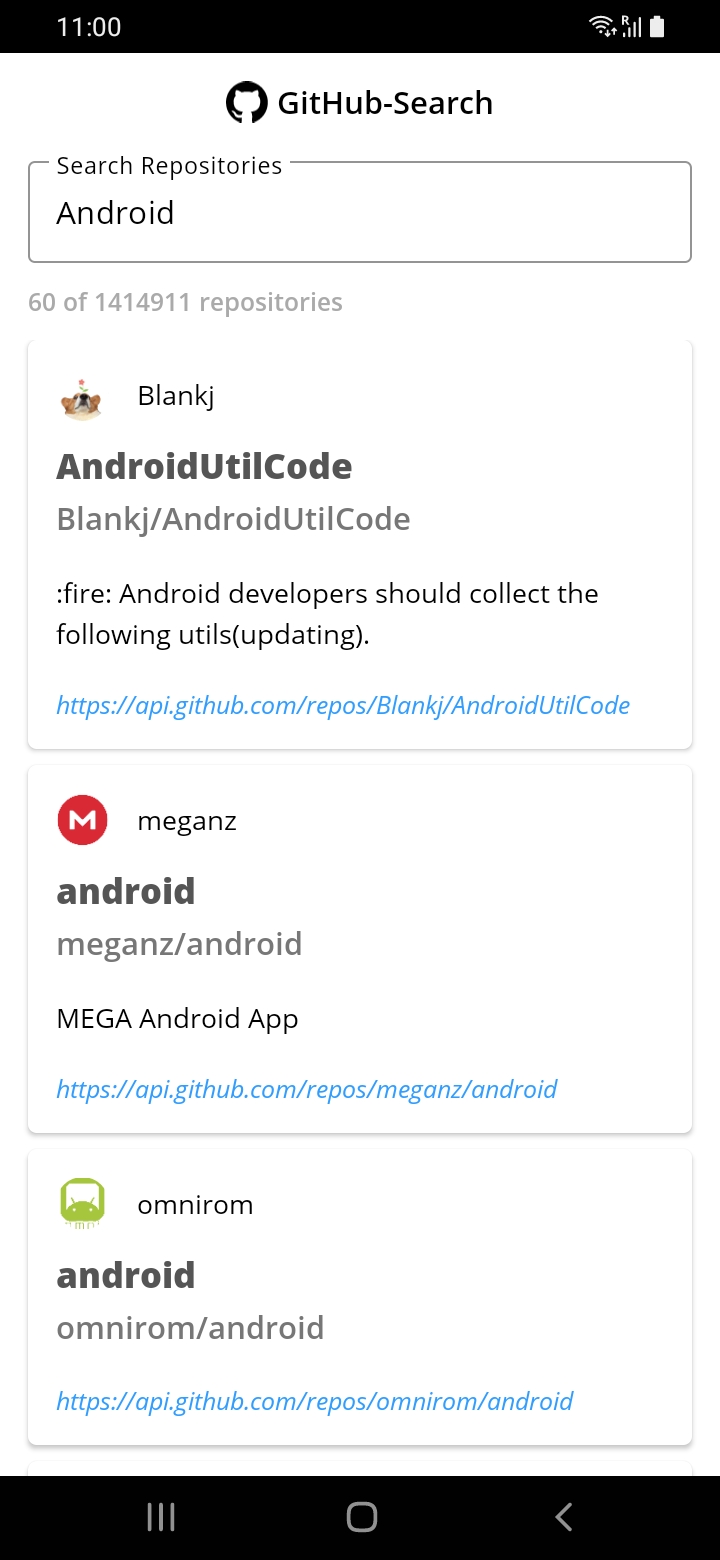 11:00
R
GitHub-Search
Search Repositories
Android
60 of 1414911 repositories
Blankj
AndroidUtilCode
Blankj/AndroidUtilCode
:fire: Android developers should collect the
following utils(updating).
https://api.github.com/repos/Blankj/AndroidUtilCode
M
meganz
android
meganz/android
MEGA Android App
https://api.github.com/repos/meganz/android
omnirom
android
omnirom/android
https://api.github.com/repos/omnirom/android